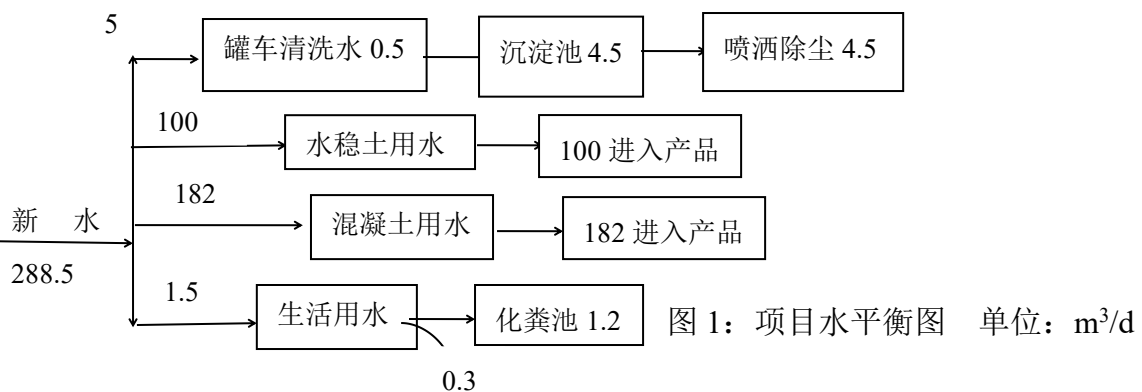 5
罐车清洗水 0.5
沉淀池 4.5
喷洒除尘 4.5
100
水稳土用水
100 进入产品
182
新 水
混凝土用水
182 进入产品
288.5
1.5
生活用水
化粪池 1.2
图 1：项目水平衡图 单位：m³/d
0.3